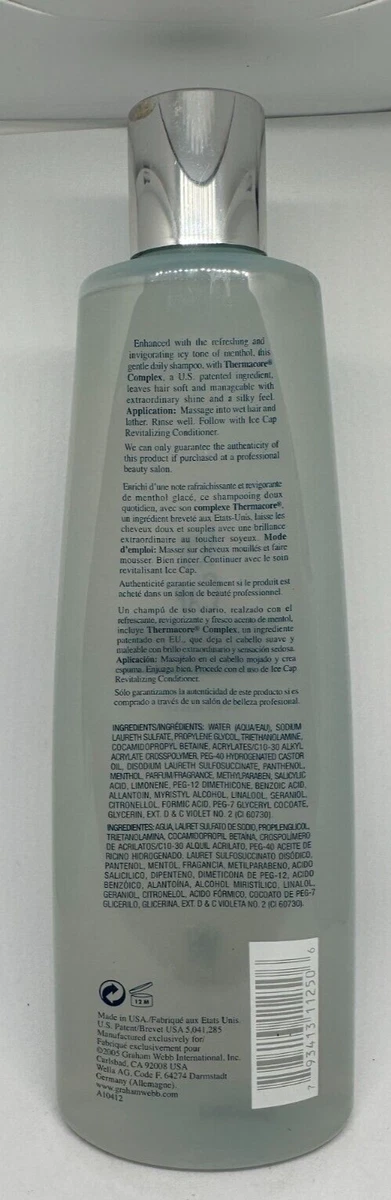 Enhanced with the refreshing and
invigorating icy tone of menthol, this
gentle daily shampoo, with Thermacore®
Complex, a U.S. patented ingredient,
leaves hair soft and manageable with
extraordinary shine and a silky feel.
Application: Massage into wet hair and
lather. Rinse well. Follow with Ice Cap
Revitalizing Conditioner.
We can only guarantee the authenticity of
this product if purchased at a professional
beauty salon.
Enrichi d'une note rafraîchissante et revigorante
de menthol glacé, ce shampooing doux
quotidien, avec son complexe Thermacore®,
un ingrédient breveté aux Etats-Unis, laisse les
cheveux doux et souples avec une brillance
extraordinaire au toucher soyeux. Mode
d'emploi: Masser sur cheveux mouillés et faire
mousser. Bien rincer. Continuer avec le soin
revitalisant Ice Cap.
Authenticité garantie seulement si le produit est
acheté dans un salon de beauté professionnel.
Un champú de uso diario, realzado con el
refrescante, revigorizante y fresco acento de mentol,
incluye Thermacore® Complex, un ingrediente
patentado en EU., que deja el cabello suave y
maleable con brillo extraordinario y sensación sedosa.
Aplicación: Masajéalo en el cabello mojado y crea
espuma. Enjuaga bien. Procede con el uso de Ice Cap
Revitalizing Conditioner.
Sólo garantizamos la autenticidad de este producto si es
comprado a través de un salón de belleza profesional.
INGREDIENTS/INGRÉDIENTS: WATER (AQUA/EAU), SODIUM
LAURETH SULFATE, PROPYLENE GLYCOL, TRIETHANOLAMINE,
COCAMIDOPROPYL BETAINE, ACRYLATES/C10-30 ALKYL
ACRYLATE CROSSPOLYMER, PEG-40 HYDROGENATED CASTOR
OIL, DISODIUM LAURETH SULFOSUCCINATE, PANTHENOL,
MENTHOL, PARFUM/FRAGRANCE, METHYLPARABEN, SALICYLIC
ACID, LIMONENE, PEG-12 DIMETHICONE, BENZOIC ACID,
ALLANTOIN, MYRISTYL ALCOHOL, LINALOOL, GERANIOL,
CITRONELLOL, FORMIC ACID, PEG-7 GLYCERYL COCOATE,
GLYCERIN, EXT. D & C VIOLET NO. 2 (CI 60730).
INGREDIENTES: AGUA, LAURET SULFATO DE SODIO, PROPILENGLICOL,
TRIETANOLAMINA, COCAMIDOPROPIL BETAINA, CROSPOLÍMERO
DE ACRILATOS/C10-30 ALQUIL ACRILATO, PEG-40 ACEITE DE
RICINO HIDROGENADO, LAURET SULFOSUCCINATO DISÓDICO,
PANTENOL, MENTOL, FRAGANCIA, METILPARABENO, ACIDO
SALICILICO, DIPENTENO, DIMETICONA DE PEG-12, ACIDO
BENZÓICO, ALANTOÍNA, ALCOHOL MIRISTÍLICO, LINALOL,
GERANIOL, CITRONELOL, ACIDO FÓRMICO, COCOATO DE PEG-7
GLICERILO, GLICERINA, EXT. D & C VIOLETA NO. 2 (CI 60730).
12 M
Made in USA./Fabriqué aux Etats Unis.
U.S. Patent/Brevet USA 5,041,285
Manufactured exclusively for/
Fabriqué exclusivement pour/
©2005 Graham Webb International, Inc.
Carlsbad, CA 92008 USA
Wella AG, Code F, 64274 Darmstadt
Germany (Allemagne).
www.grahamwebb.com
A10412
7 93413 11250 6